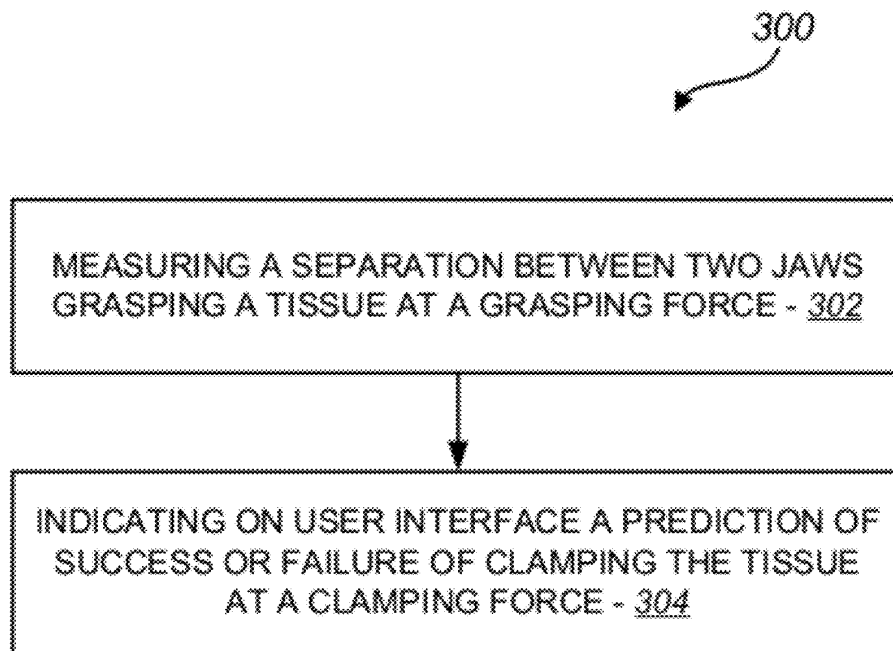 300
MEASURING A SEPARATION BETWEEN TWO JAWS
GRASPING A TISSUE AT A GRASPING FORCE - 302
INDICATING ON USER INTERFACE A PREDICTION OF
SUCCESS OR FAILURE OF CLAMPING THE TISSUE
AT A CLAMPING FORCE - 304